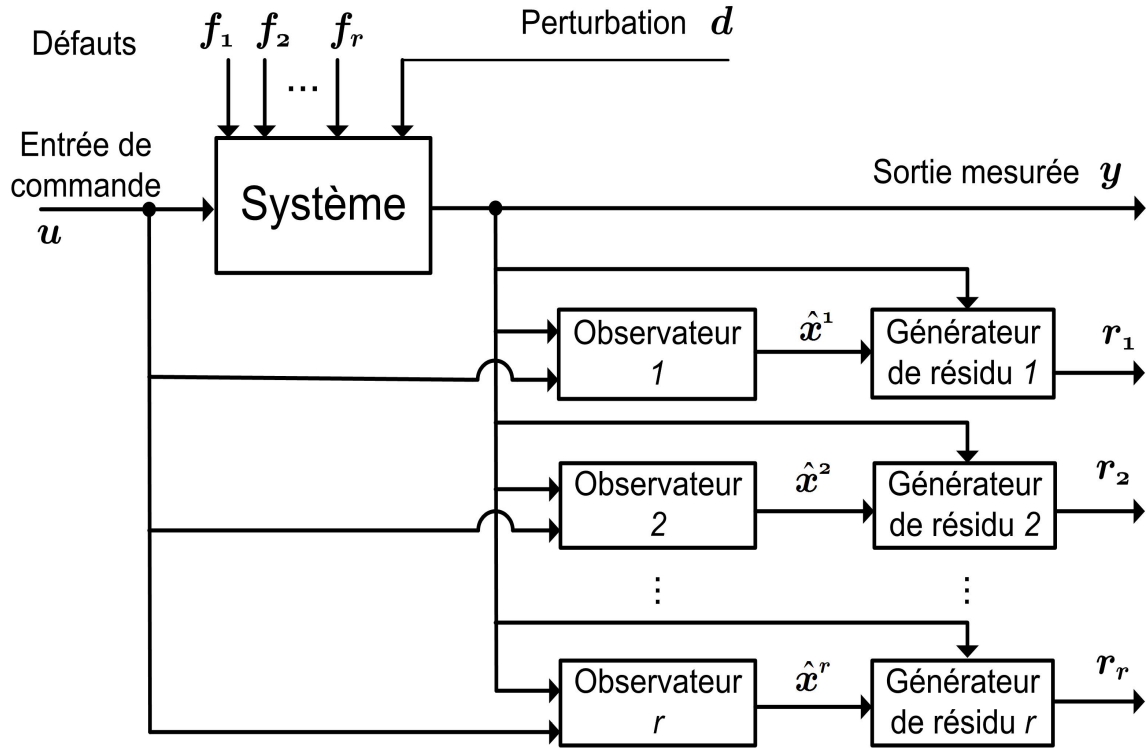 Défauts f₁ f₂ ... f_r Perturbation d
Entrée de
commande
u
Système
Sortie mesurée y
Observateur
1
x̂¹
Générateur
de résidu 1
r₁
Observateur
2
x̂²
Générateur
de résidu 2
r₂
⋮ ⋮
Observateur
r
x̂ʳ
Générateur
de résidu r
r_r